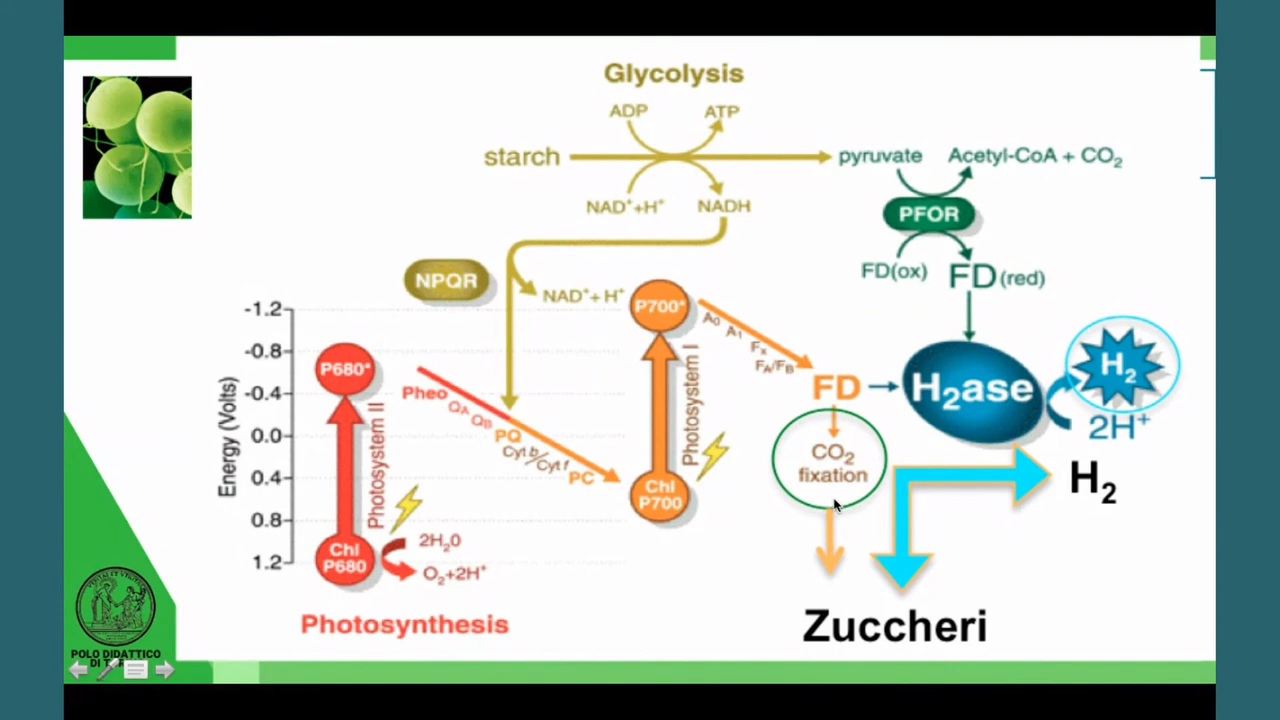 Glycolysis
ADP
ATP
starch
pyruvate
Acetyl-CoA + CO₂
NAD⁺+H⁺
NADH
PFOR
FD(ox)
FD(red)
NPQR
NAD⁺+ H⁺
Energy (Volts)
-1.2
-0.8
-0.4
0.0
0.4
0.8
1.2
P680*
Photosystem II
Chl
P680
2H₂0
O₂+2H⁺
Pheo
QA QB
PQ
Cyt b/Cyt f
PC
P700*
Photosystem I
Chl
P700
A₀
A₁
Fx
FA/FB
FD
H₂ase
H₂
2H⁺
CO₂
fixation
H₂
Zuccheri
Photosynthesis
POLO DIDATTICO